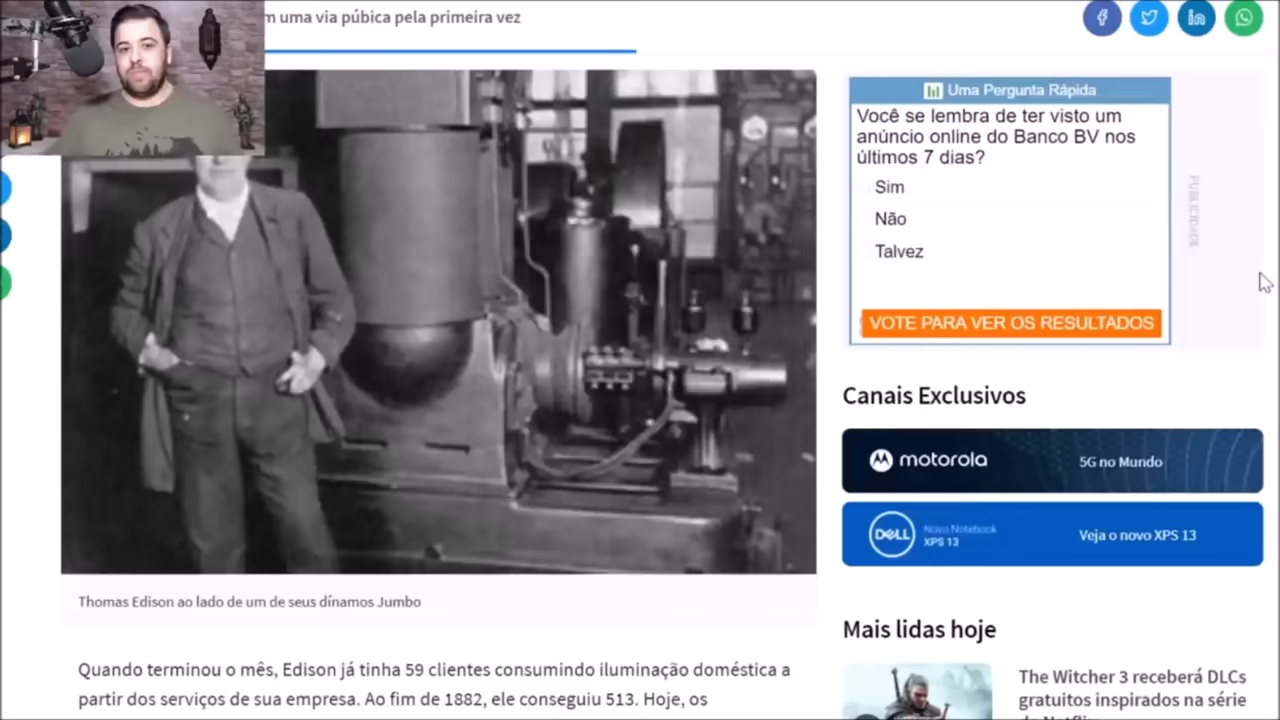 m uma via púbica pela primeira vez
Uma Pergunta Rápida
Você se lembra de ter visto um
anúncio online do Banco BV nos
últimos 7 dias?
Sim
Não
Talvez
VOTE PARA VER OS RESULTADOS
PUBLICIDADE
Canais Exclusivos
motorola
5G no Mundo
DELL
Novo Notebook
XPS 13
Veja o novo XPS 13
Thomas Edison ao lado de um de seus dínamos Jumbo
Mais lidas hoje
Quando terminou o mês, Edison já tinha 59 clientes consumindo iluminação doméstica a
partir dos serviços de sua empresa. Ao fim de 1882, ele conseguiu 513. Hoje, os
The Witcher 3 receberá DLCs
gratuitos inspirados na série